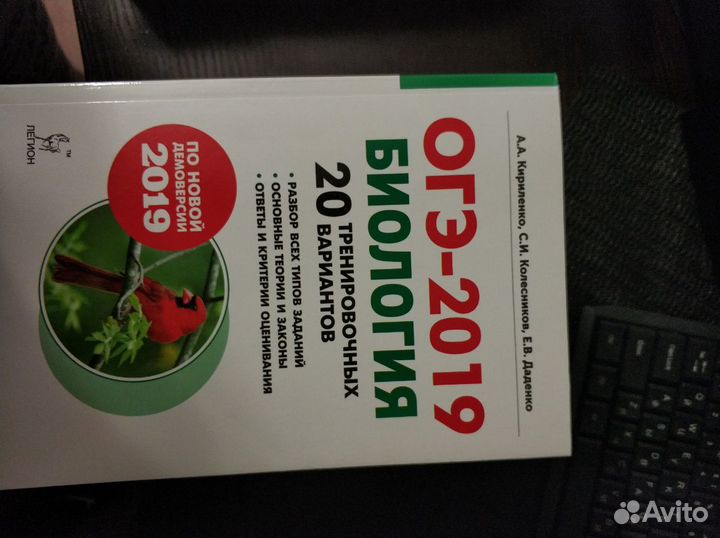 А.А. Кириленко, С.И. Колесников, Е.В. Даденко
ОГЭ-2019
БИОЛОГИЯ
20 ТРЕНИРОВОЧНЫХ
ВАРИАНТОВ
• РАЗБОР ВСЕХ ТИПОВ ЗАДАНИЙ
• ОСНОВНЫЕ ТЕОРИИ И ЗАКОНЫ
• ОТВЕТЫ И КРИТЕРИИ ОЦЕНИВАНИЯ
ПО НОВОЙ
ДЕМОВЕРСИИ
2019
ЛЕГИОН
TM
Avito